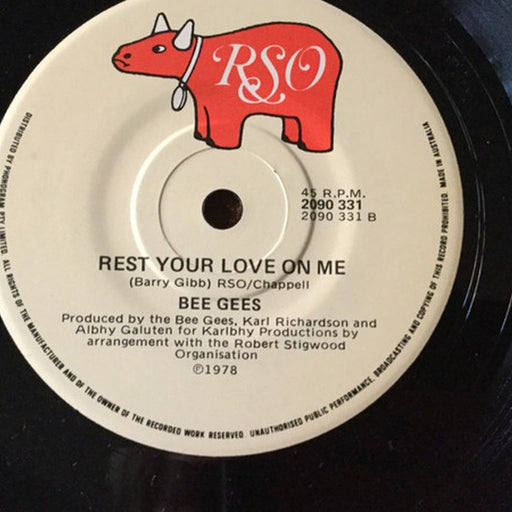 RSO
45 R.P.M.
2090 331
2090 331 B
REST YOUR LOVE ON ME
(Barry Gibb) RSO/Chappell
BEE GEES
Produced by the Bee Gees, Karl Richardson and
Albhy Galuten for Karlbhy Productions by
arrangement with the Robert Stigwood
Organisation
℗1978
DISTRIBUTED BY PHONOGRAM PTY LIMITED. ALL RIGHTS OF THE MANUFACTURER AND OF THE OWNER OF THE RECORDED WORK RESERVED. UNAUTHORISED PUBLIC PERFORMANCE, BROADCASTING AND COPYING OF THIS RECORD PROHIBITED. MADE IN AUSTRALIA